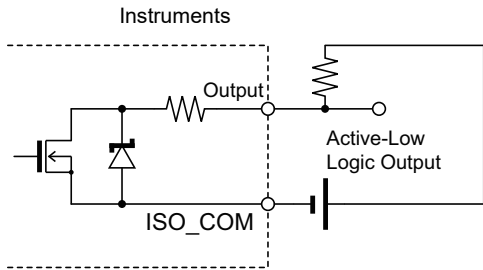 Instruments
Output
Active-Low
Logic Output
ISO_COM